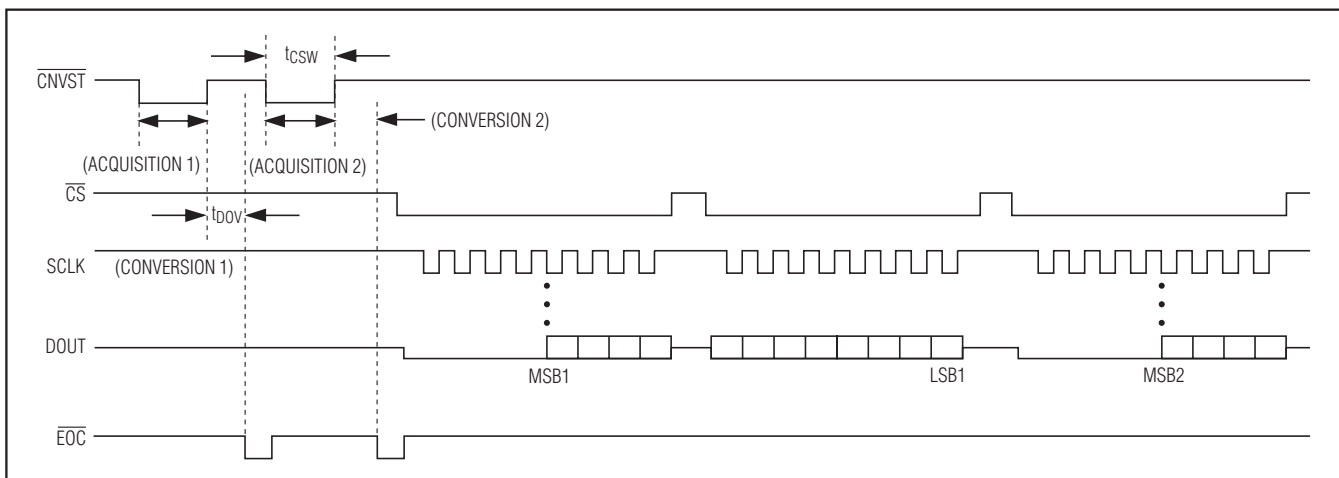 tCSW
CNVST
(CONVERSION 2)
(ACQUISITION 1)
(ACQUISITION 2)
CS
tDOV
SCLK
(CONVERSION 1)
DOUT
MSB1
LSB1
MSB2
EOC